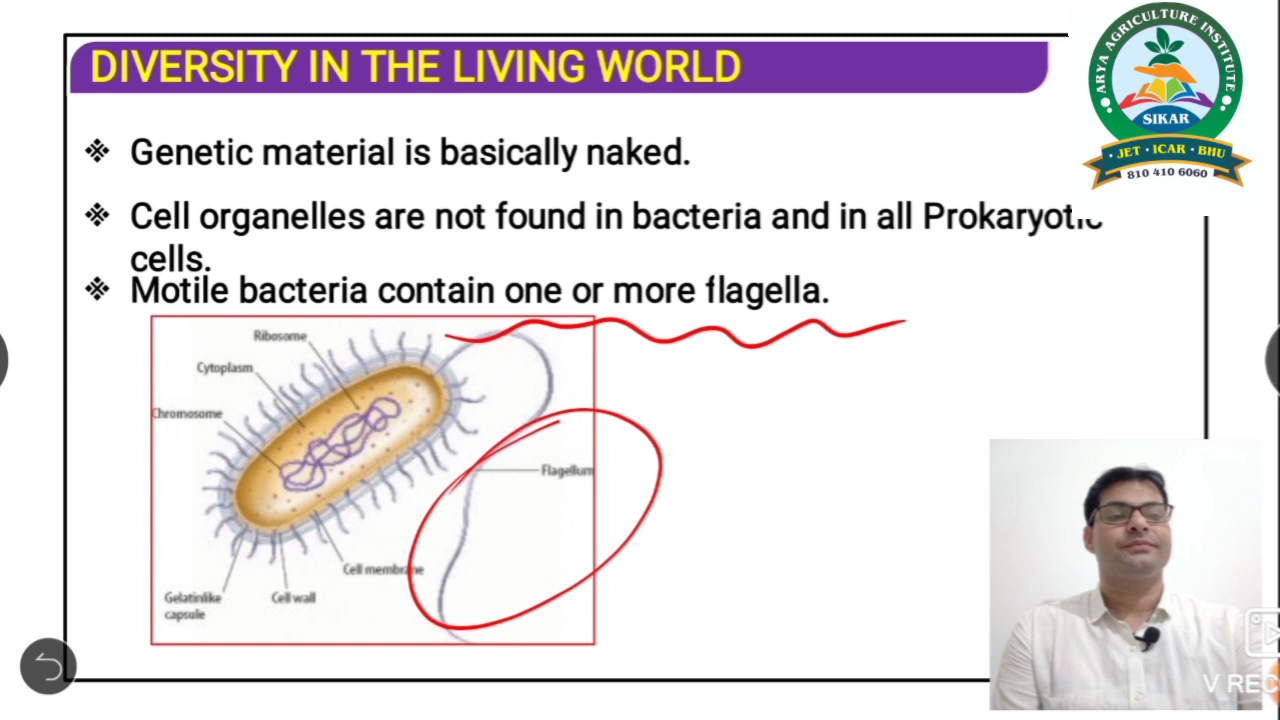 DIVERSITY IN THE LIVING WORLD
ARYA AGRICULTURE INSTITUTE
SIKAR
· JET · ICAR · BHU
810 410 6060
❖ Genetic material is basically naked.
❖ Cell organelles are not found in bacteria and in all Prokaryotic
cells.
❖ Motile bacteria contain one or more flagella.
Ribosome
Cytoplasm
Chromosome
Flagellum
Cell membrane
Gelatinlike
capsule
Cell wall
V REC